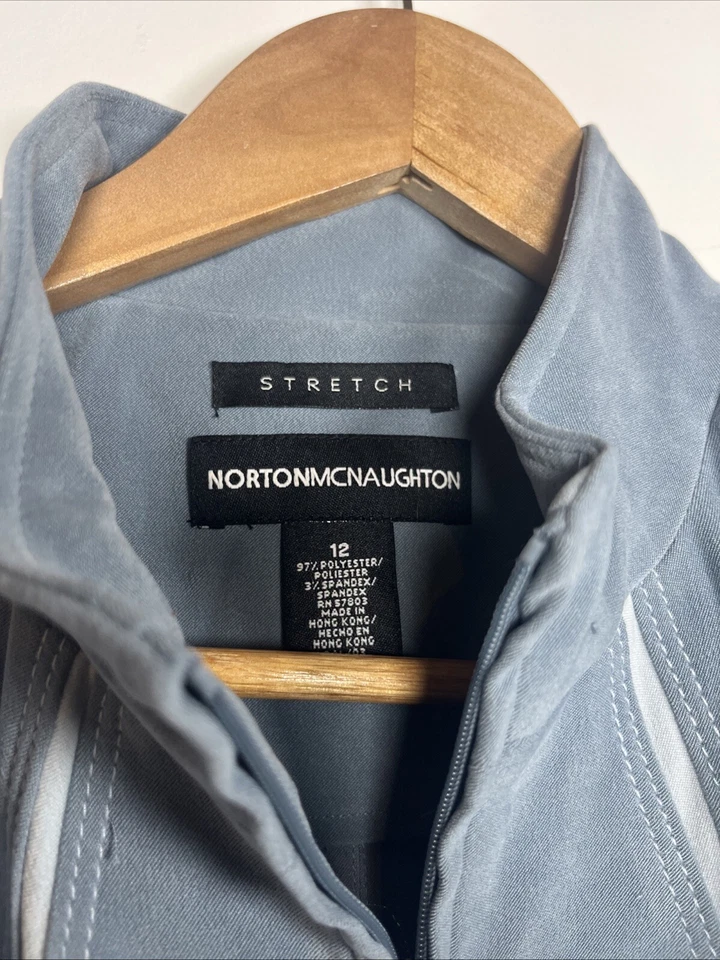 STRETCH
NORTONMCNAUGHTON
12
97% POLYESTER/
POLIESTER
3% SPANDEX/
SPANDEX
RN 57803
MADE IN
HONG KONG/
HECHO EN
HONG KONG